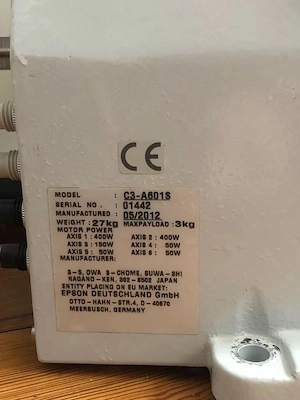 CE
MODEL : C3-A601S
SERIAL NO. : 01442
MANUFACTURED : 05/2012
WEIGHT : 27kg MAXPAYLOAD : 3kg
MOTOR POWER
AXIS 1 : 400W AXIS 2 : 400W
AXIS 3 : 150W AXIS 4 : 50W
AXIS 5 : 50W AXIS 6 : 50W
MANUFACTURER:
3-5, OWA 3-CHOME, SUWA-SHI
NAGANO-KEN, 392-8502 JAPAN
ENTITY PLACING ON EU MARKET:
EPSON DEUTSCHLAND GmbH
OTTO-HAHN-STR.4, D-40670
MEERBUSCH, GERMANY